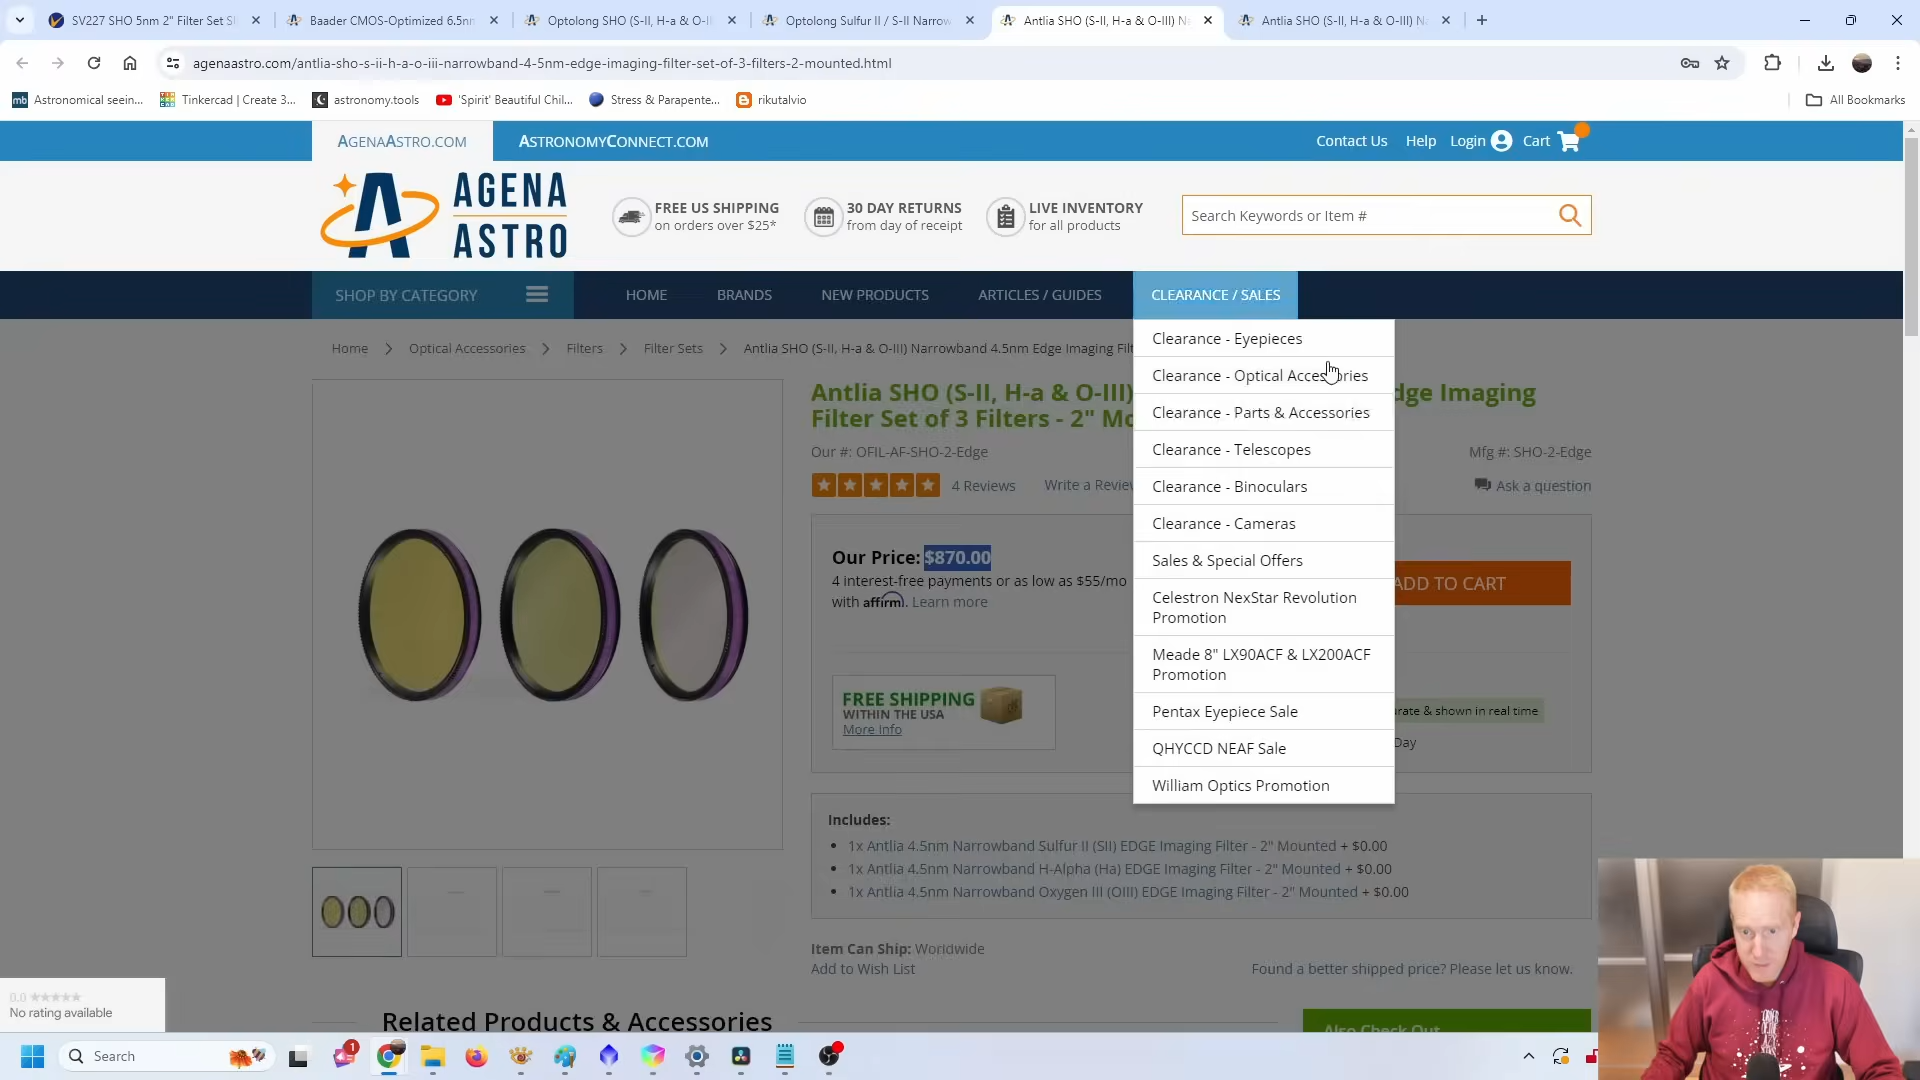 SV227 SHO 5nm 2" Filter Set S
Baader CMOS-Optimized 6.5n
Optolong SHO (S-II, H-a & O-I
Optolong Sulfur II / S-II Narrow
Antlia SHO (S-II, H-a & O-III) N
Antlia SHO (S-II, H-a & O-III) N
agenaastro.com/antlia-sho-s-ii-h-a-o-iii-narrowband-4-5nm-edge-imaging-filter-set-of-3-filters-2-mounted.html
mb Astronomical seein...
Tinkercad | Create 3...
astronomy.tools
'Spirit' Beautiful Chil...
Stress & Parapente...
rikutalvio
All Bookmarks
AGENAASTRO.COM
ASTRONOMYCONNECT.COM
Contact Us
Help
Login
Cart
AGENA
ASTRO
FREE US SHIPPING
on orders over $25*
30 DAY RETURNS
from day of receipt
LIVE INVENTORY
for all products
Search Keywords or Item #
SHOP BY CATEGORY
HOME
BRANDS
NEW PRODUCTS
ARTICLES / GUIDES
CLEARANCE / SALES
Home > Optical Accessories > Filters > Filter Sets > Antlia SHO (S-II, H-a & O-III) Narrowband 4.5nm Edge Imaging Fil
Clearance - Eyepieces
Clearance - Optical Accessories
Clearance - Parts & Accessories
Clearance - Telescopes
Clearance - Binoculars
Clearance - Cameras
Sales & Special Offers
Celestron NexStar Revolution
Promotion
Meade 8" LX90ACF & LX200ACF
Promotion
Pentax Eyepiece Sale
QHYCCD NEAF Sale
William Optics Promotion
Antlia SHO (S-II, H-a & O-III) dge Imaging
Filter Set of 3 Filters - 2" Mo
Our #: OFIL-AF-SHO-2-Edge
Mfg #: SHO-2-Edge
4 Reviews
Write a Review
Ask a question
Our Price: $870.00
4 interest-free payments or as low as $55/mo
with affirm. Learn more
ADD TO CART
FREE SHIPPING
WITHIN THE USA
More Info
urate & shown in real time
Day
Includes:
1x Antlia 4.5nm Narrowband Sulfur II (SII) EDGE Imaging Filter - 2" Mounted + $0.00
1x Antlia 4.5nm Narrowband H-Alpha (Ha) EDGE Imaging Filter - 2" Mounted + $0.00
1x Antlia 4.5nm Narrowband Oxygen III (OIII) EDGE Imaging Filter - 2" Mounted + $0.00
Item Can Ship: Worldwide
Add to Wish List
Found a better shipped price? Please let us know.
0.0
No rating available
Related Products & Accessories
Also Check Out
Search
1